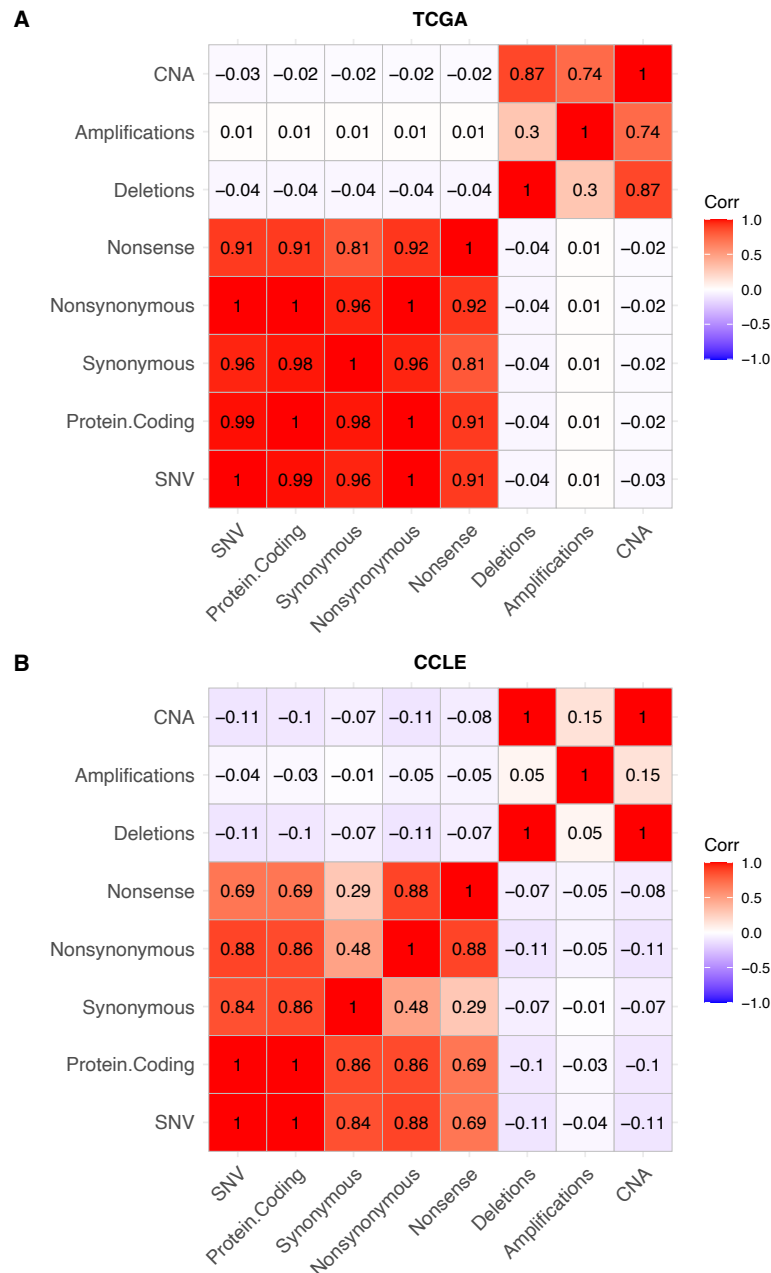 A
TCGA
CNA −0.03 −0.02 −0.02 −0.02 −0.02 0.87 0.74 1
Amplifications 0.01 0.01 0.01 0.01 0.01 0.3 1 0.74
Deletions −0.04 −0.04 −0.04 −0.04 −0.04 1 0.3 0.87
Nonsense 0.91 0.91 0.81 0.92 1 −0.04 0.01 −0.02
Nonsynonymous 1 1 0.96 1 0.92 −0.04 0.01 −0.02
Synonymous 0.96 0.98 1 0.96 0.81 −0.04 0.01 −0.02
Protein.Coding 0.99 1 0.98 1 0.91 −0.04 0.01 −0.02
SNV 1 0.99 0.96 1 0.91 −0.04 0.01 −0.03
SNV Protein.Coding Synonymous Nonsynonymous Nonsense Deletions Amplifications CNA
Corr
1.0
0.5
0.0
−0.5
−1.0
B
CCLE
CNA −0.11 −0.1 −0.07 −0.11 −0.08 1 0.15 1
Amplifications −0.04 −0.03 −0.01 −0.05 −0.05 0.05 1 0.15
Deletions −0.11 −0.1 −0.07 −0.11 −0.07 1 0.05 1
Nonsense 0.69 0.69 0.29 0.88 1 −0.07 −0.05 −0.08
Nonsynonymous 0.88 0.86 0.48 1 0.88 −0.11 −0.05 −0.11
Synonymous 0.84 0.86 1 0.48 0.29 −0.07 −0.01 −0.07
Protein.Coding 1 1 0.86 0.86 0.69 −0.1 −0.03 −0.1
SNV 1 1 0.84 0.88 0.69 −0.11 −0.04 −0.11
SNV Protein.Coding Synonymous Nonsynonymous Nonsense Deletions Amplifications CNA
Corr
1.0
0.5
0.0
−0.5
−1.0